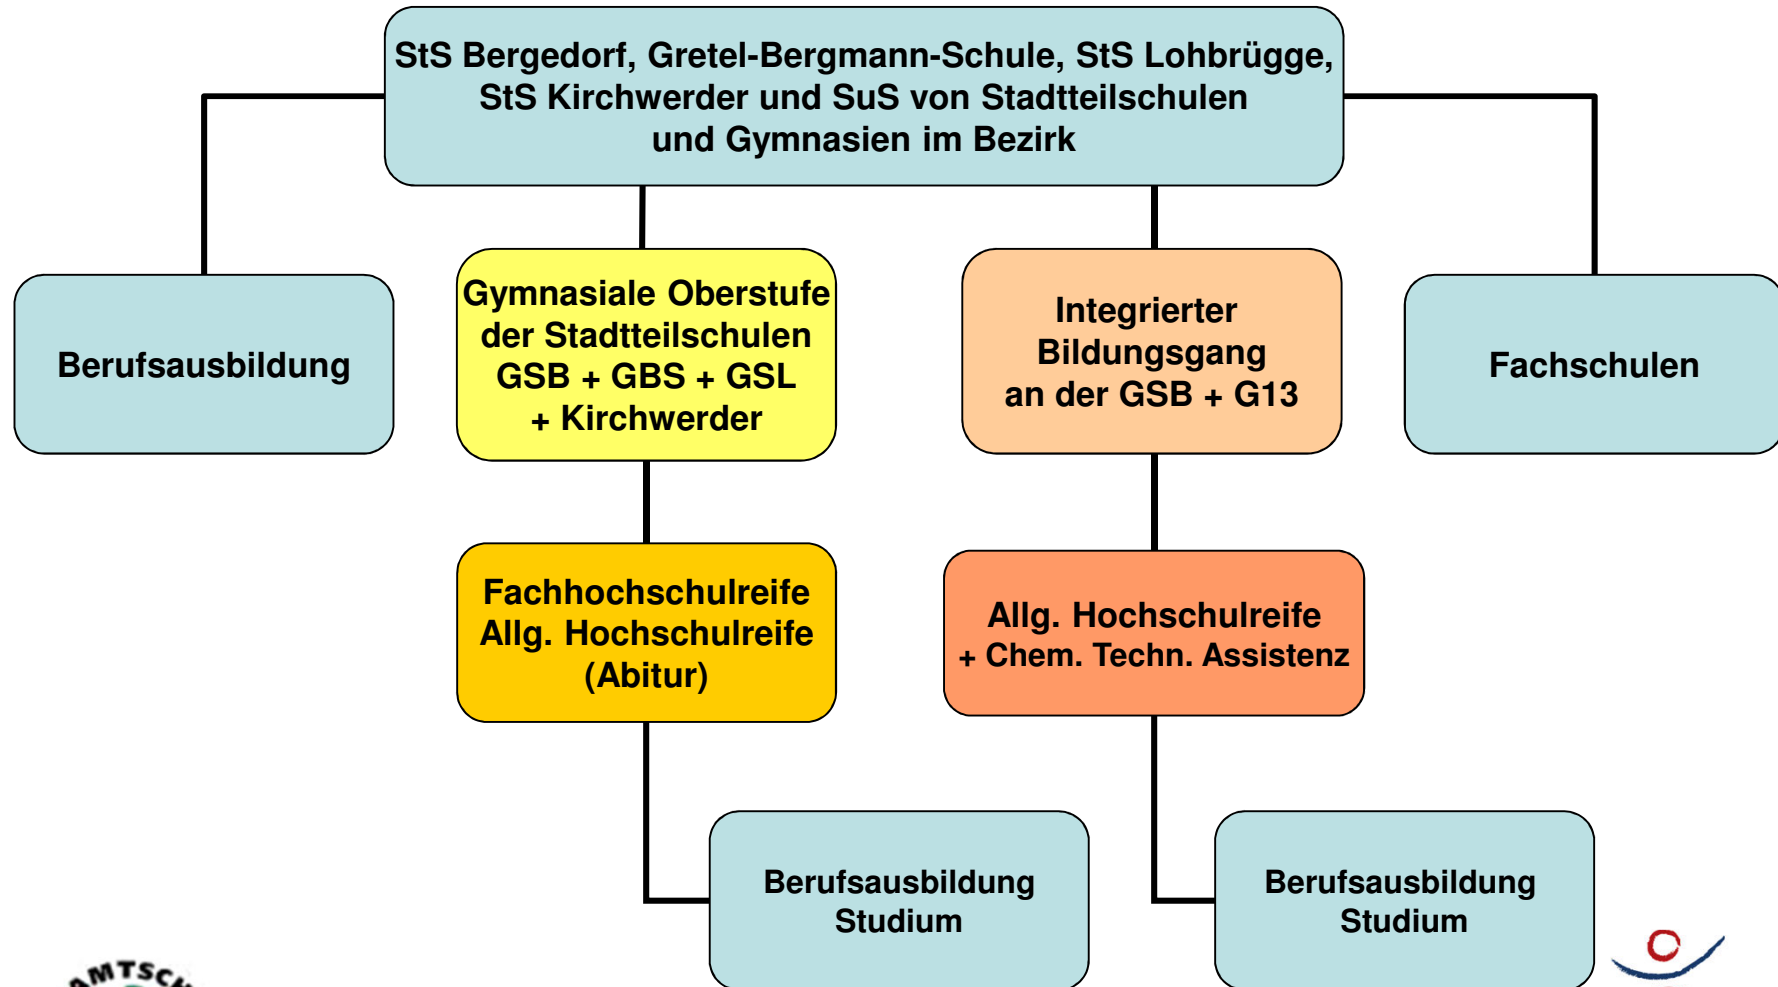 StS Bergedorf, Gretel-Bergmann-Schule, StS Lohbrügge,
StS Kirchwerder und SuS von Stadtteilschulen
und Gymnasien im Bezirk
Berufsausbildung
Gymnasiale Oberstufe
der Stadtteilschulen
GSB + GBS + GSL
+ Kirchwerder
Integrierter
Bildungsgang
an der GSB + G13
Fachschulen
Fachhochschulreife
Allg. Hochschulreife
(Abitur)
Allg. Hochschulreife
+ Chem. Techn. Assistenz
Berufsausbildung
Studium
Berufsausbildung
Studium